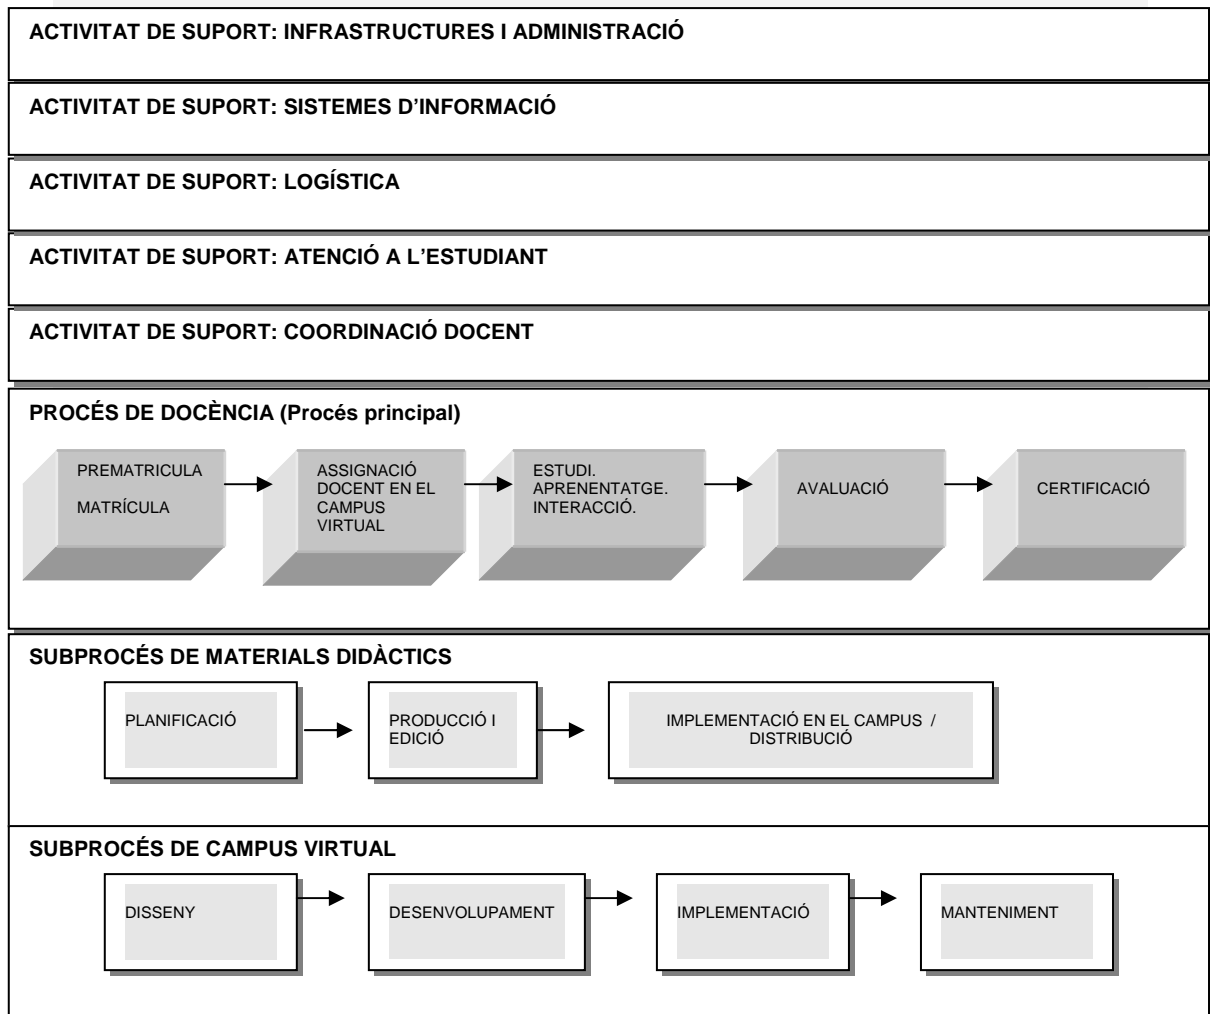 ACTIVITAT DE SUPORT: INFRASTRUCTURES I ADMINISTRACIÓ
ACTIVITAT DE SUPORT: SISTEMES D'INFORMACIÓ
ACTIVITAT DE SUPORT: LOGÍSTICA
ACTIVITAT DE SUPORT: ATENCIÓ A L'ESTUDIANT
ACTIVITAT DE SUPORT: COORDINACIÓ DOCENT
PROCÉS DE DOCÈNCIA (Procés principal)
PREMATRICULA
MATRÍCULA
ASSIGNACIÓ
DOCENT EN EL
CAMPUS
VIRTUAL
ESTUDI.
APRENENTATGE.
INTERACCIÓ.
AVALUACIÓ
CERTIFICACIÓ
SUBPROCÉS DE MATERIALS DIDÀCTICS
PLANIFICACIÓ
PRODUCCIÓ I
EDICIÓ
IMPLEMENTACIÓ EN EL CAMPUS /
DISTRIBUCIÓ
SUBPROCÉS DE CAMPUS VIRTUAL
DISSENY
DESENVOLUPAMENT
IMPLEMENTACIÓ
MANTENIMENT